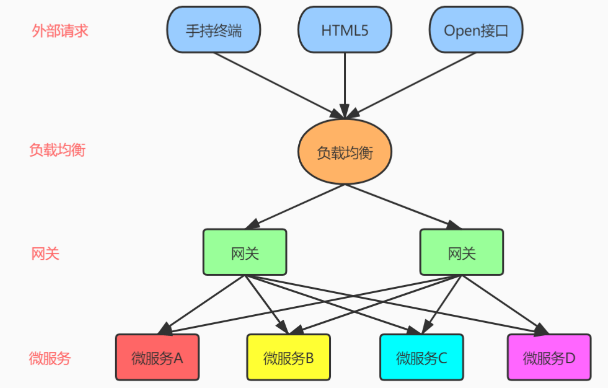 外部请求
手持终端
HTML5
Open接口
负载均衡
负载均衡
网关
网关
网关
微服务
微服务A
微服务B
微服务C
微服务D